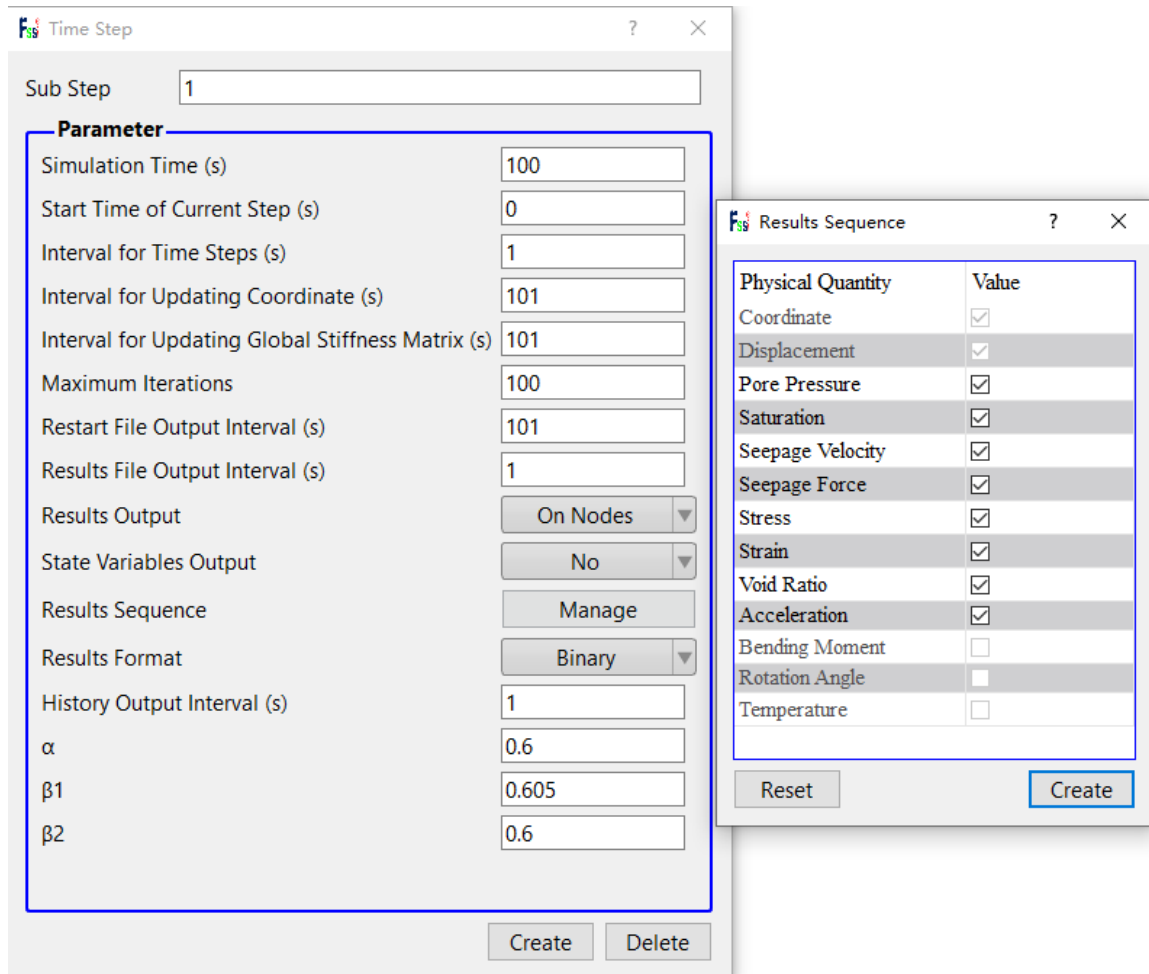 Fssi Time Step ? ×
Sub Step 1
Parameter
Simulation Time (s) 100
Start Time of Current Step (s) 0
Interval for Time Steps (s) 1
Interval for Updating Coordinate (s) 101
Interval for Updating Global Stiffness Matrix (s) 101
Maximum Iterations 100
Restart File Output Interval (s) 101
Results File Output Interval (s) 1
Results Output On Nodes
State Variables Output No
Results Sequence Manage
Results Format Binary
History Output Interval (s) 1
α 0.6
β1 0.605
β2 0.6
Create Delete
Fssi Results Sequence ? ×
Physical Quantity Value
Coordinate
Displacement
Pore Pressure
Saturation
Seepage Velocity
Seepage Force
Stress
Strain
Void Ratio
Acceleration
Bending Moment
Rotation Angle
Temperature
Reset Create